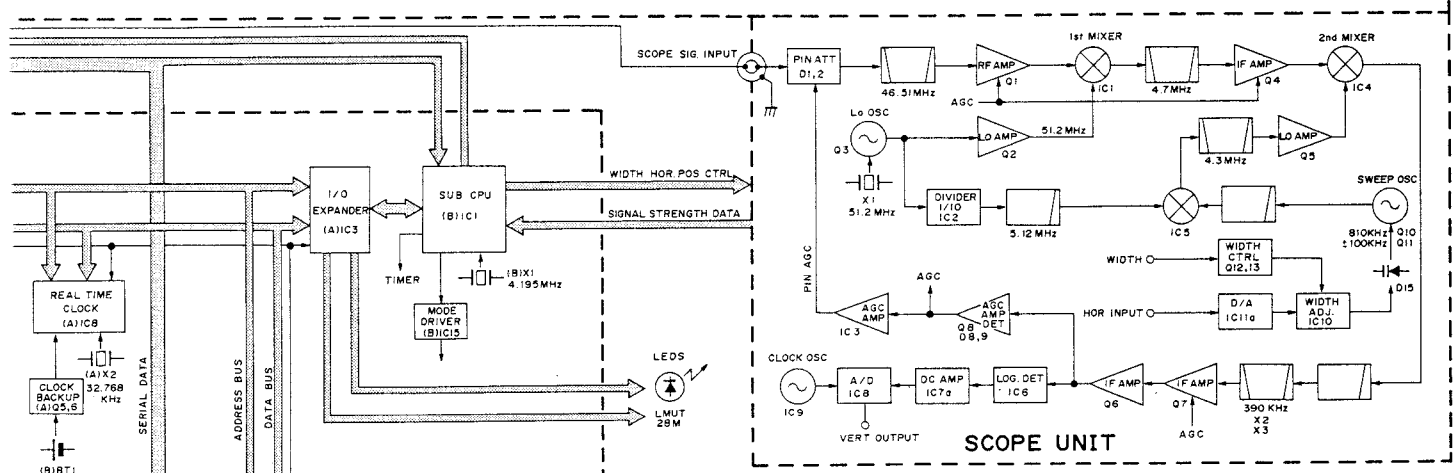 SCOPE SIG. INPUT
PIN ATT
D1,2
46.51MHz
RF AMP
Q1
1st MIXER
IC1
4.7MHz
IF AMP
Q4
2nd MIXER
IC4
AGC
Lo OSC
Q3
X1
51.2MHz
LO AMP
Q2
51.2MHz
4.3MHz
LO AMP
Q5
DIVIDER
1/10
IC2
5.12MHz
IC5
SWEEP OSC
810KHz
±100KHz
Q10
Q11
WIDTH
WIDTH
CTRL
Q12,13
D15
HOR INPUT
D/A
IC11a
WIDTH
ADJ.
IC10
PIN AGC
AGC
AGC
AMP
IC3
AGC
AMP
DET
Q8
D8,9
CLOCK OSC
IC9
A/D
IC8
DC AMP
IC7a
LOG. DET
IC6
IF AMP
Q6
IF AMP
Q7
AGC
390 KHz
X2
X3
VERT OUTPUT
SCOPE UNIT
I/O
EXPANDER
(A)IC3
SUB CPU
(B)IC1
WIDTH HOR. POS CTRL
SIGNAL STRENGTH DATA
TIMER
(B)X1
4.195MHz
MODE
DRIVER
(B)IC15
REAL TIME
CLOCK
(A)IC8
(A)X2
32.768
KHz
CLOCK
BACKUP
(A)Q5,6
(B)BT1
SERIAL DATA
ADDRESS BUS
DATA BUS
LEDS
LMUT
28M